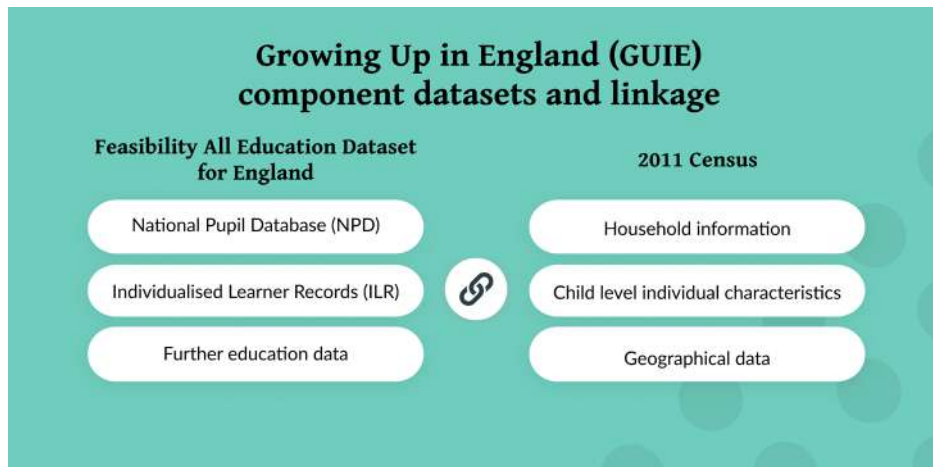 Growing Up in England (GUIE)
component datasets and linkage
Feasibility All Education Dataset
for England
National Pupil Database (NPD)
Individualised Learner Records (ILR)
Further education data
2011 Census
Household information
Child level individual characteristics
Geographical data